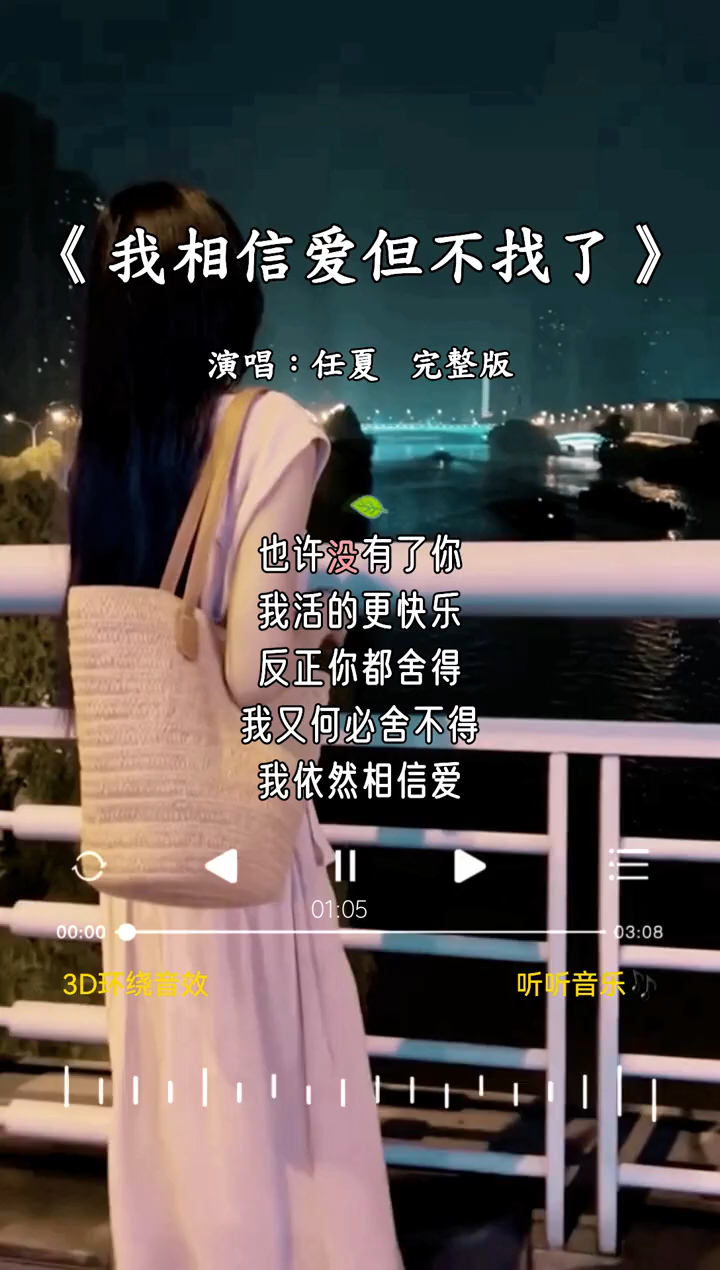 《 我相信爱但不找了 》
演唱：任夏 完整版
也许没有了你
我活的更快乐
反正你都舍得
我又何必舍不得
我依然相信爱
01:05
00:00 03:08
3D环绕音效 听听音乐